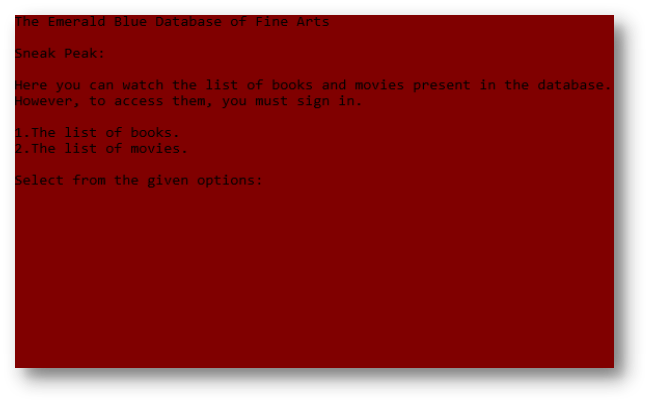 The Emerald Blue Database of Fine Arts
Sneak Peak:
Here you can watch the list of books and movies present in the database.
However, to access them, you must sign in.
1.The list of books.
2.The list of movies.
Select from the given options: